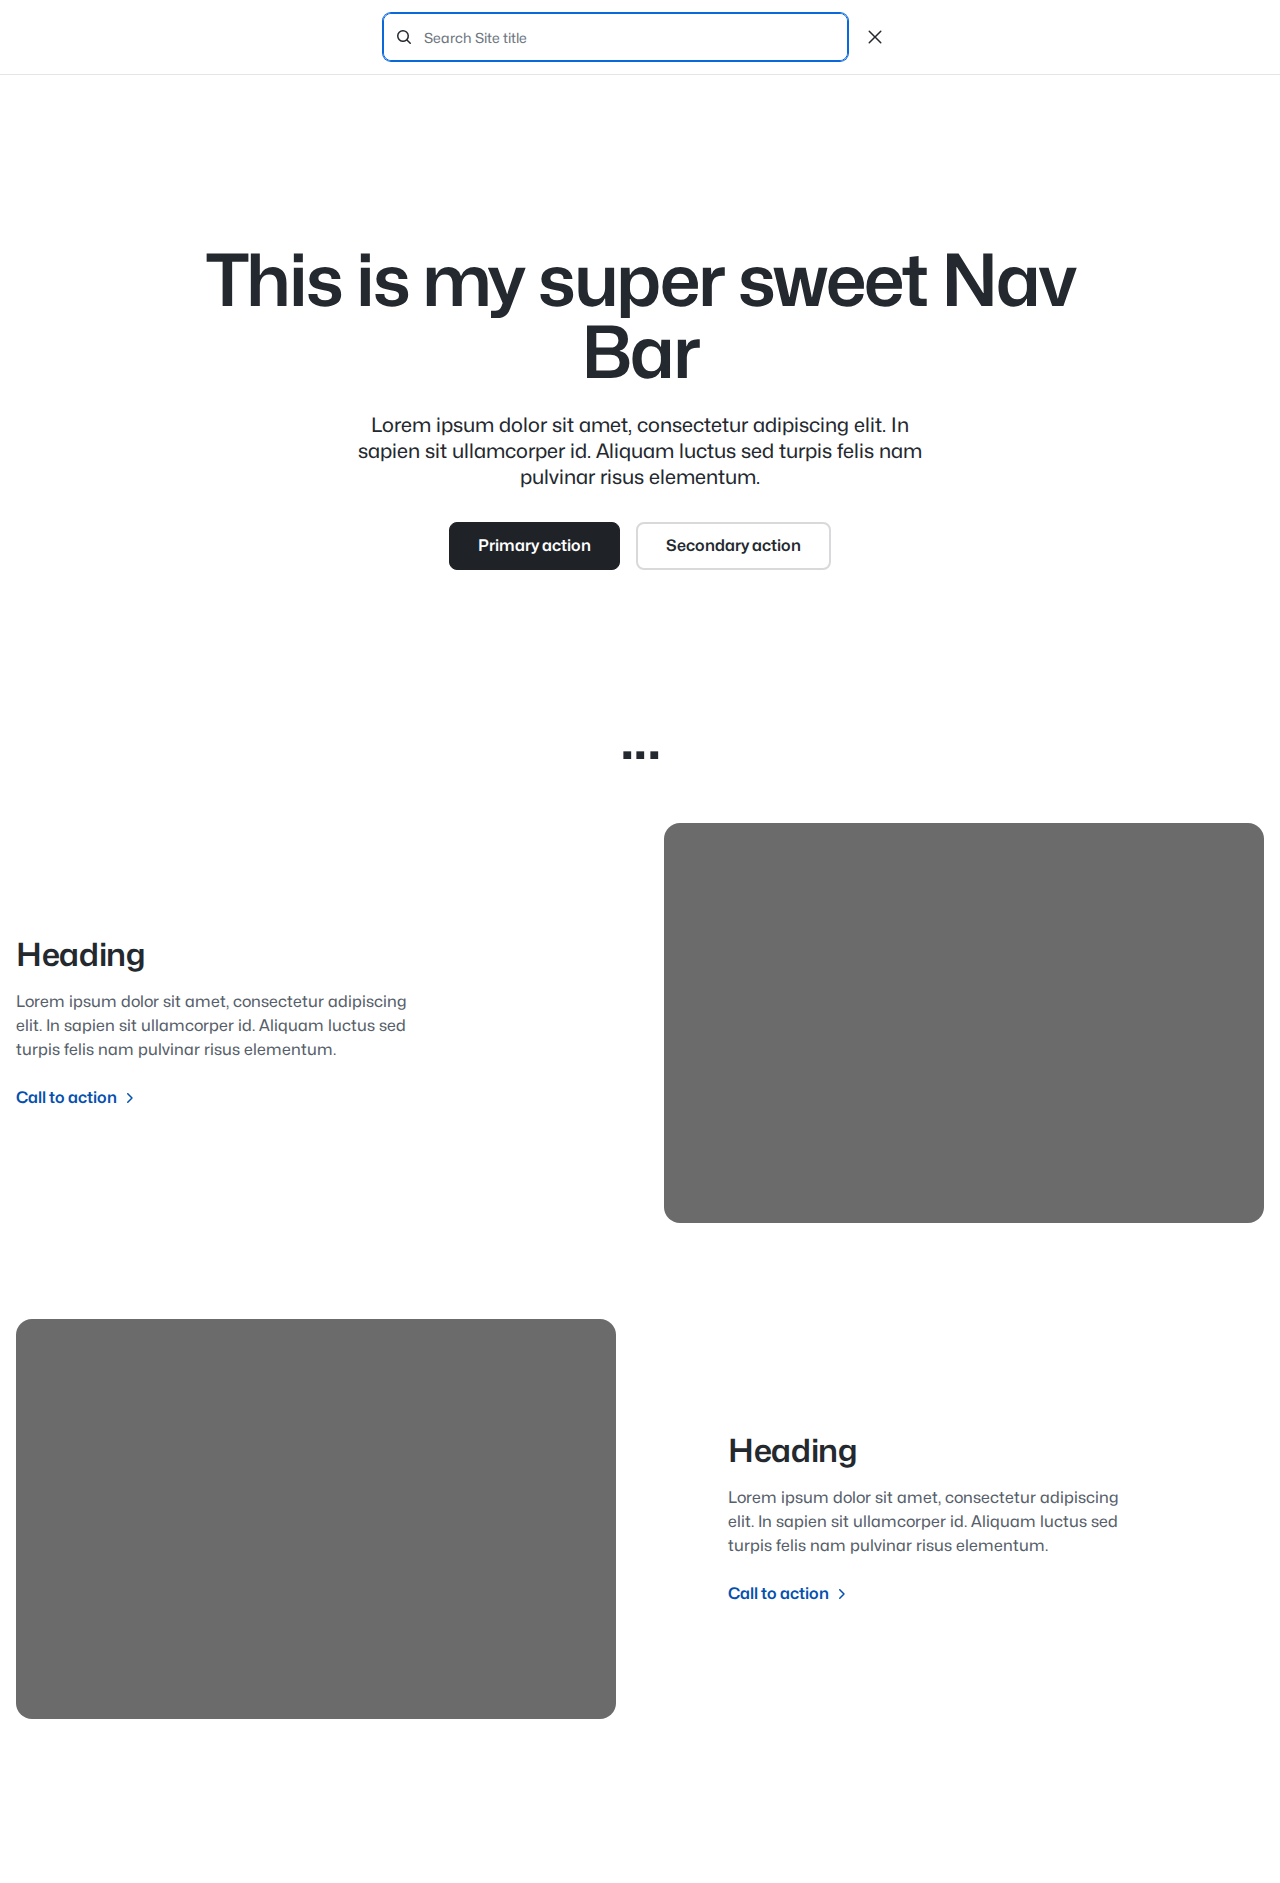 Search Site title
This is my super sweet Nav
Bar
Lorem ipsum dolor sit amet, consectetur adipiscing elit. In
sapien sit ullamcorper id. Aliquam luctus sed turpis felis nam
pulvinar risus elementum.
Primary action
Secondary action
...
Heading
Lorem ipsum dolor sit amet, consectetur adipiscing
elit. In sapien sit ullamcorper id. Aliquam luctus sed
turpis felis nam pulvinar risus elementum.
Call to action
Heading
Lorem ipsum dolor sit amet, consectetur adipiscing
elit. In sapien sit ullamcorper id. Aliquam luctus sed
turpis felis nam pulvinar risus elementum.
Call to action